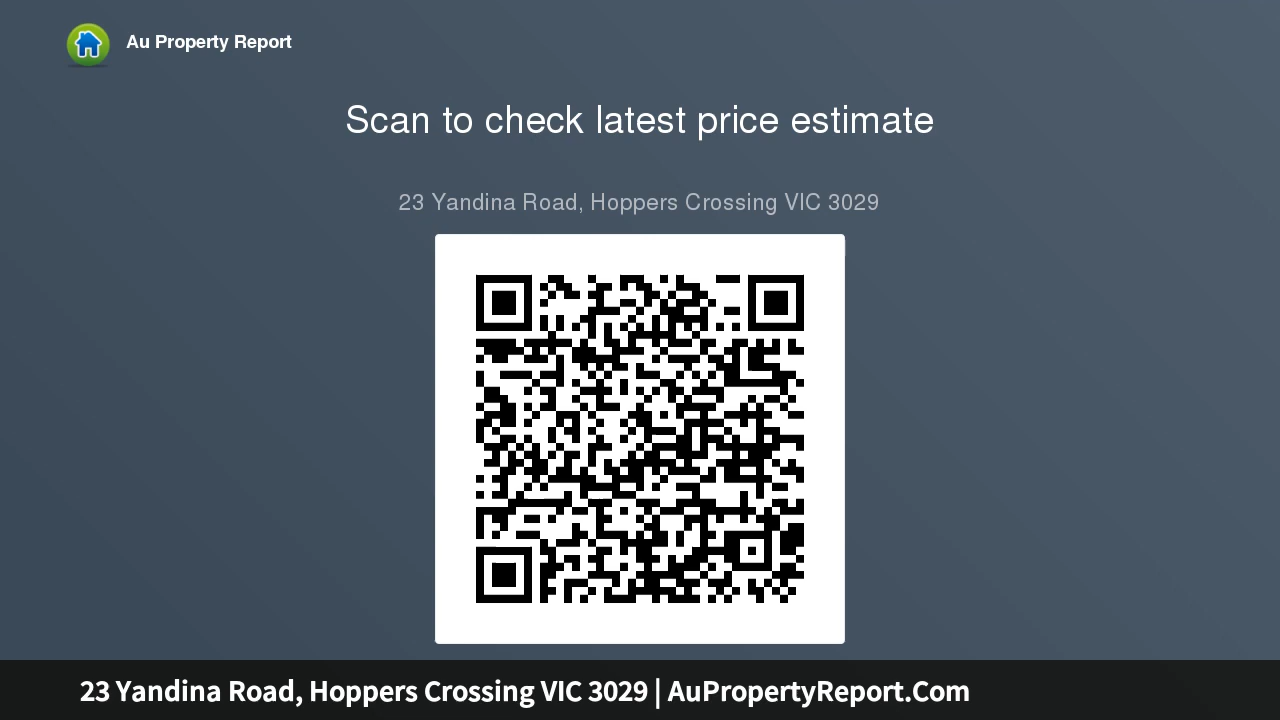 Au Property Report
Scan to check latest price estimate
23 Yandina Road, Hoppers Crossing VIC 3029
23 Yandina Road, Hoppers Crossing VIC 3029 | AuPropertyReport.Com